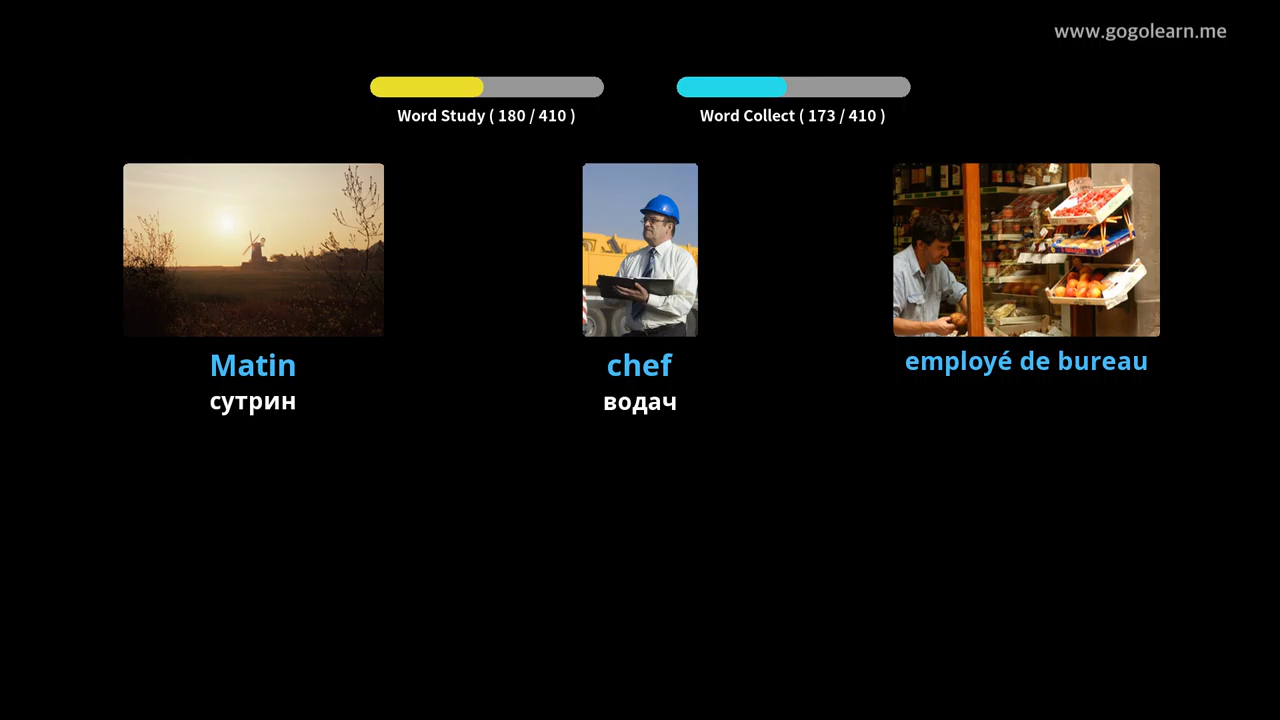 www.gogolearn.me
Word Study ( 180 / 410 )
Word Collect ( 173 / 410 )
Matin
сутрин
chef
водач
employé de bureau